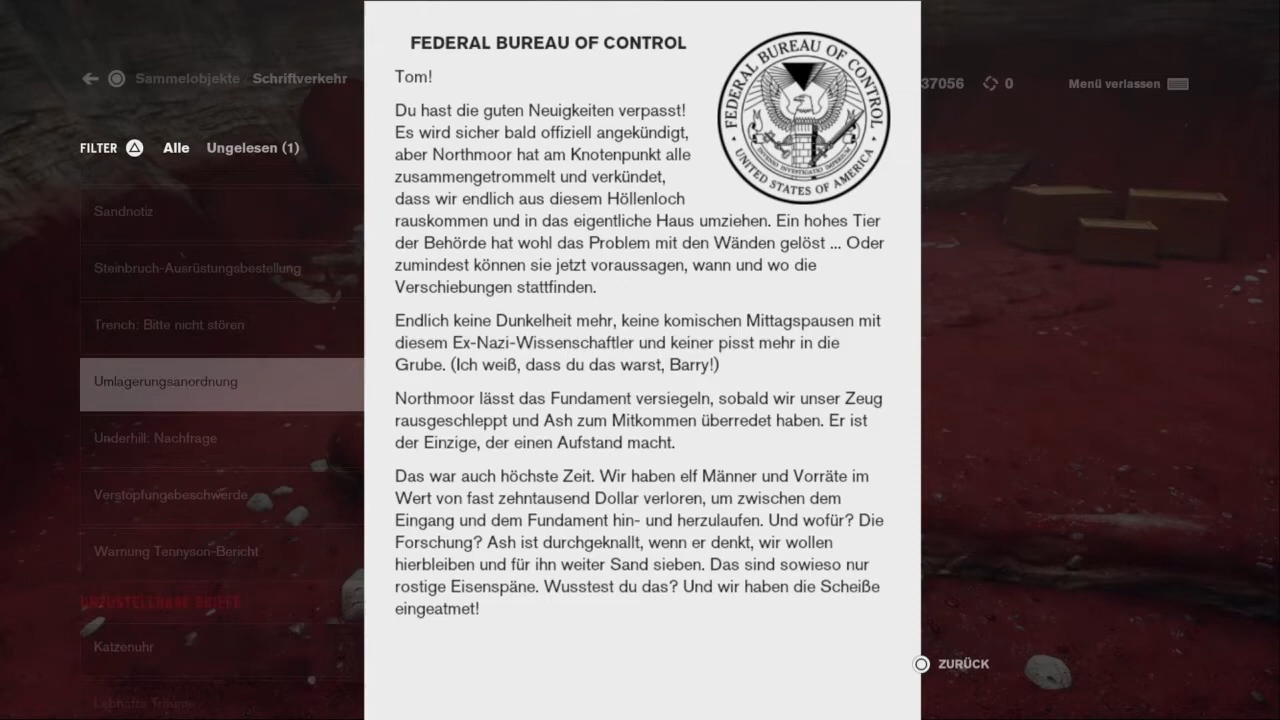 Sammelobjekte Schriftverkehr
37056 0 Menü verlassen
FILTER Alle Ungelesen (1)
Sandnotiz
Steinbruch-Ausrüstungsbestellung
Trench: Bitte nicht stören
Umlagerungsanordnung
Underhill: Nachfrage
Verstopfungsbeschwerde
Warnung Tennyson-Bericht
UNZUSTELLBARE BRIEFE
Katzenuhr
Lebhafte Träume
FEDERAL BUREAU OF CONTROL
FEDERAL BUREAU OF CONTROL
UNITED STATES OF AMERICA
Tom!
Du hast die guten Neuigkeiten verpasst!
Es wird sicher bald offiziell angekündigt,
aber Northmoor hat am Knotenpunkt alle
zusammengetrommelt und verkündet,
dass wir endlich aus diesem Höllenloch
rauskommen und in das eigentliche Haus umziehen. Ein hohes Tier
der Behörde hat wohl das Problem mit den Wänden gelöst ... Oder
zumindest können sie jetzt voraussagen, wann und wo die
Verschiebungen stattfinden.
Endlich keine Dunkelheit mehr, keine komischen Mittagspausen mit
diesem Ex-Nazi-Wissenschaftler und keiner pisst mehr in die
Grube. (Ich weiß, dass du das warst, Barry!)
Northmoor lässt das Fundament versiegeln, sobald wir unser Zeug
rausgeschleppt und Ash zum Mitkommen überredet haben. Er ist
der Einzige, der einen Aufstand macht.
Das war auch höchste Zeit. Wir haben elf Männer und Vorräte im
Wert von fast zehntausend Dollar verloren, um zwischen dem
Eingang und dem Fundament hin- und herzulaufen. Und wofür? Die
Forschung? Ash ist durchgeknallt, wenn er denkt, wir wollen
hierbleiben und für ihn weiter Sand sieben. Das sind sowieso nur
rostige Eisenspäne. Wusstest du das? Und wir haben die Scheiße
eingeatmet!
ZURÜCK